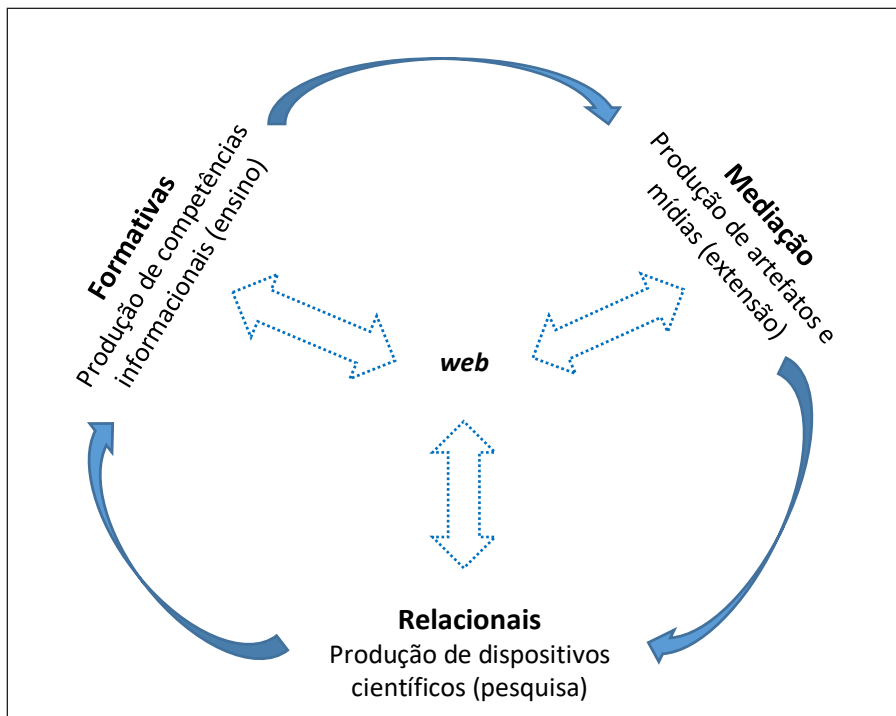 Formativas
Produção de competências
informacionais (ensino)
Mediação
Produção de artefatos e
mídias (extensão)
web
Relacionais
Produção de dispositivos
científicos (pesquisa)